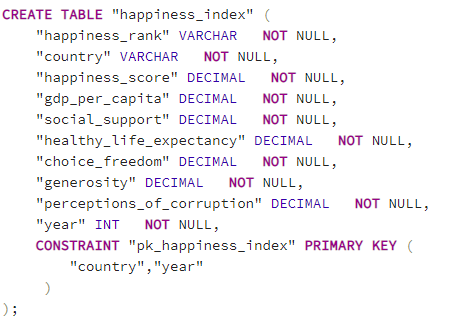 CREATE TABLE "happiness_index" (
    "happiness_rank" VARCHAR   NOT NULL,
    "country" VARCHAR   NOT NULL,
    "happiness_score" DECIMAL   NOT NULL,
    "gdp_per_capita" DECIMAL   NOT NULL,
    "social_support" DECIMAL   NOT NULL,
    "healthy_life_expectancy" DECIMAL   NOT NULL,
    "choice_freedom" DECIMAL   NOT NULL,
    "generosity" DECIMAL   NOT NULL,
    "perceptions_of_corruption" DECIMAL   NOT NULL,
    "year" INT   NOT NULL,
    CONSTRAINT "pk_happiness_index" PRIMARY KEY (
        "country","year"
     )
);